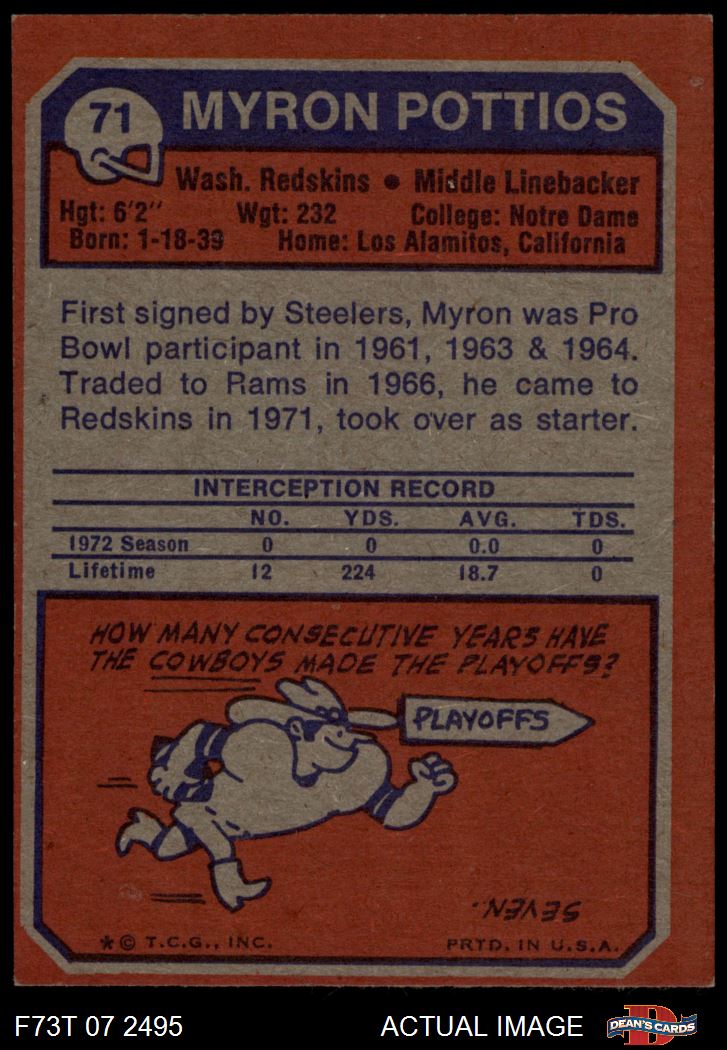 71
MYRON POTTIOS
Wash. Redskins • Middle Linebacker
Hgt: 6'2" Wgt: 232 College: Notre Dame
Born: 1-18-39 Home: Los Alamitos, California
First signed by Steelers, Myron was Pro
Bowl participant in 1961, 1963 & 1964.
Traded to Rams in 1966, he came to
Redskins in 1971, took over as starter.
INTERCEPTION RECORD
NO. YDS. AVG. TDS.
1972 Season 0 0 0.0 0
Lifetime 12 224 18.7 0
HOW MANY CONSECUTIVE YEARS HAVE
THE COWBOYS MADE THE PLAYOFFS?
PLAYOFFS
SEVEN.
* © T.C.G., INC. PRTD. IN U.S.A.
F73T 07 2495 ACTUAL IMAGE
D
DEAN'S CARDS